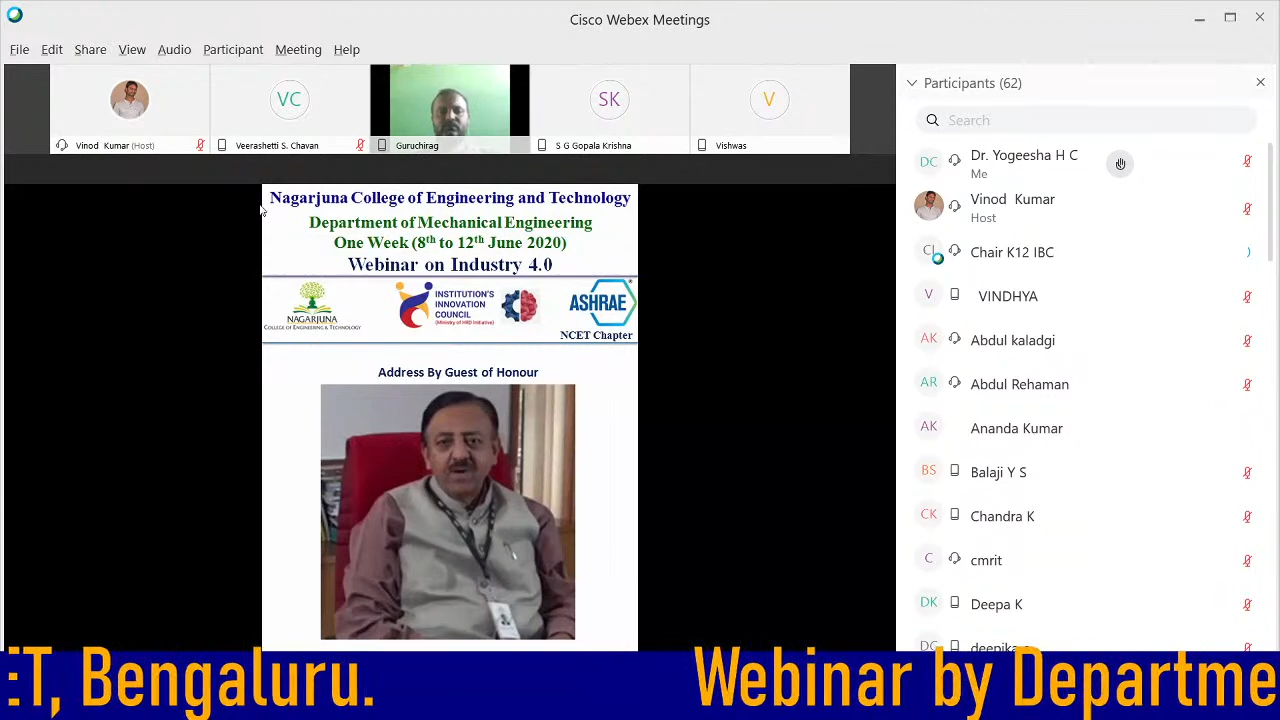 Cisco Webex Meetings
File Edit Share View Audio Participant Meeting Help
VC
SK
V
Vinod Kumar (Host)
Veerashetti S. Chavan
Guruchirag
S G Gopala Krishna
Vishwas
Nagarjuna College of Engineering and Technology
Department of Mechanical Engineering
One Week (8th to 12th June 2020)
Webinar on Industry 4.0
NAGARJUNA
COLLEGE OF ENGINEERING & TECHNOLOGY
INSTITUTION'S
INNOVATION
COUNCIL
(Ministry of HRD Initiative)
ASHRAE
NCET Chapter
Address By Guest of Honour
Participants (62)
Search
DC Dr. Yogeesha H C
Me
Vinod Kumar
Host
Chair K12 IBC
V VINDHYA
AK Abdul kaladgi
AR Abdul Rehaman
AK Ananda Kumar
BS Balaji Y S
CK Chandra K
C cmrit
DK Deepa K
:T, Bengaluru. Webinar by Departme